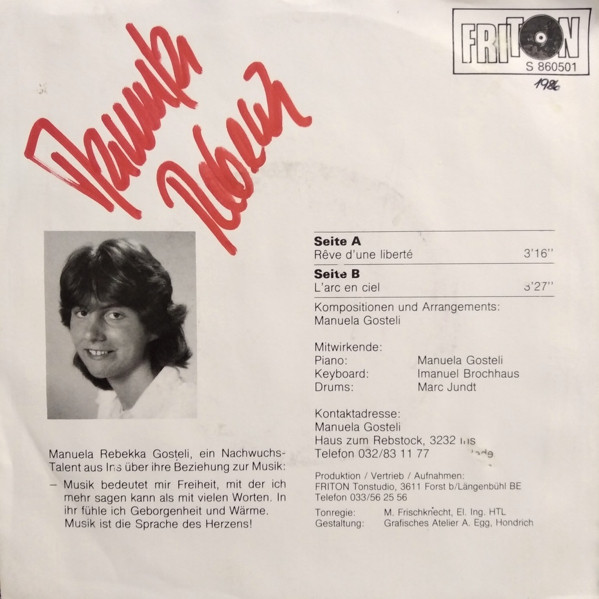 Manuela
Rebekka
FRITON
S 860501
1986
Seite A
Rêve d'une liberté 3'16''
Seite B
L'arc en ciel 3'27''
Kompositionen und Arrangements:
Manuela Gosteli
Mitwirkende:
Piano: Manuela Gosteli
Keyboard: Imanuel Brochhaus
Drums: Marc Jundt
Kontaktadresse:
Manuela Gosteli
Haus zum Rebstock, 3232 Ins
Telefon 032/83 11 77
Produktion / Vertrieb / Aufnahmen:
FRITON Tonstudio, 3611 Forst b/Längenbühl BE
Telefon 033/56 25 56
Tonregie: M. Frischknecht, El. Ing. HTL
Gestaltung: Grafisches Atelier A. Egg, Hondrich
Manuela Rebekka Gosteli, ein Nachwuchs-
Talent aus Ins über ihre Beziehung zur Musik:
– Musik bedeutet mir Freiheit, mit der ich
mehr sagen kann als mit vielen Worten. In
ihr fühle ich Geborgenheit und Wärme.
Musik ist die Sprache des Herzens!